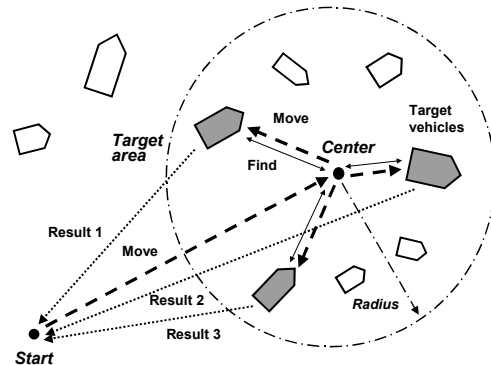 Move
Target
vehicles
Target
area
Center
Find
Result 1
Move
Result 2
Radius
Result 3
Start